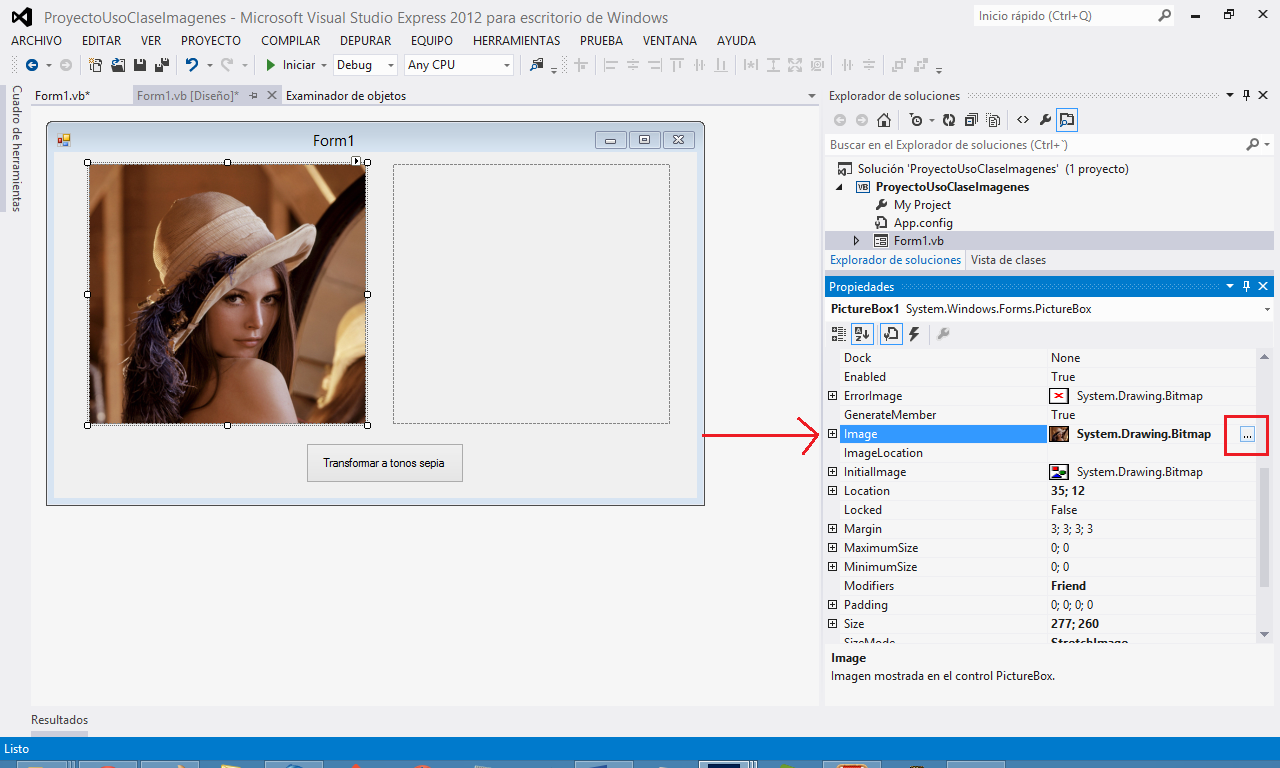 ProyectoUsoClaseImagenes - Microsoft Visual Studio Express 2012 para escritorio de Windows
Inicio rápido (Ctrl+Q)
ARCHIVO EDITAR VER PROYECTO COMPILAR DEPURAR EQUIPO HERRAMIENTAS PRUEBA VENTANA AYUDA
Iniciar Debug Any CPU
Cuadro de herramientas
Form1.vb* Form1.vb [Diseño]* Examinador de objetos
Form1
Transformar a tonos sepia
Explorador de soluciones
Buscar en el Explorador de soluciones (Ctrl+`)
Solución 'ProyectoUsoClaseImagenes' (1 proyecto)
VB ProyectoUsoClaseImagenes
My Project
App.config
Form1.vb
Explorador de soluciones Vista de clases
Propiedades
PictureBox1 System.Windows.Forms.PictureBox
Dock None
Enabled True
ErrorImage System.Drawing.Bitmap
GenerateMember True
Image System.Drawing.Bitmap ...
ImageLocation
InitialImage System.Drawing.Bitmap
Location 35; 12
Locked False
Margin 3; 3; 3; 3
MaximumSize 0; 0
MinimumSize 0; 0
Modifiers Friend
Padding 0; 0; 0; 0
Size 277; 260
SizeMode StretchImage
Image
Imagen mostrada en el control PictureBox.
Resultados
Listo